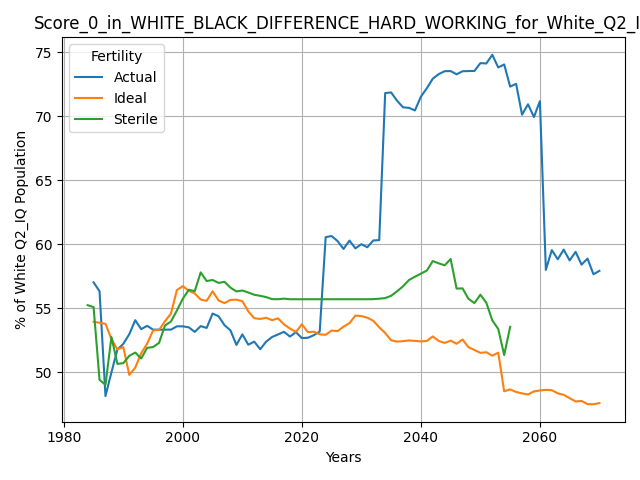 Score_0_in_WHITE_BLACK_DIFFERENCE_HARD_WORKING_for_White_Q2_I
Fertility
Actual
Ideal
Sterile
% of White Q2_IQ Population
75
70
65
60
55
50
1980
2000
2020
2040
2060
Years